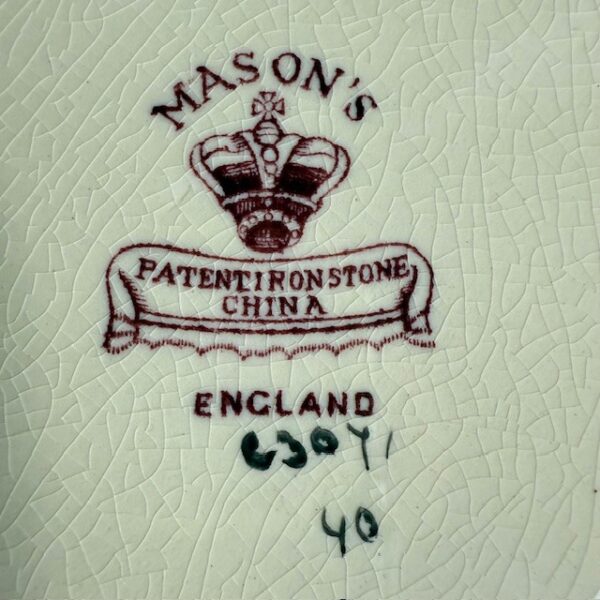 MASON'S
PATENT IRONSTONE
CHINA
ENGLAND
40